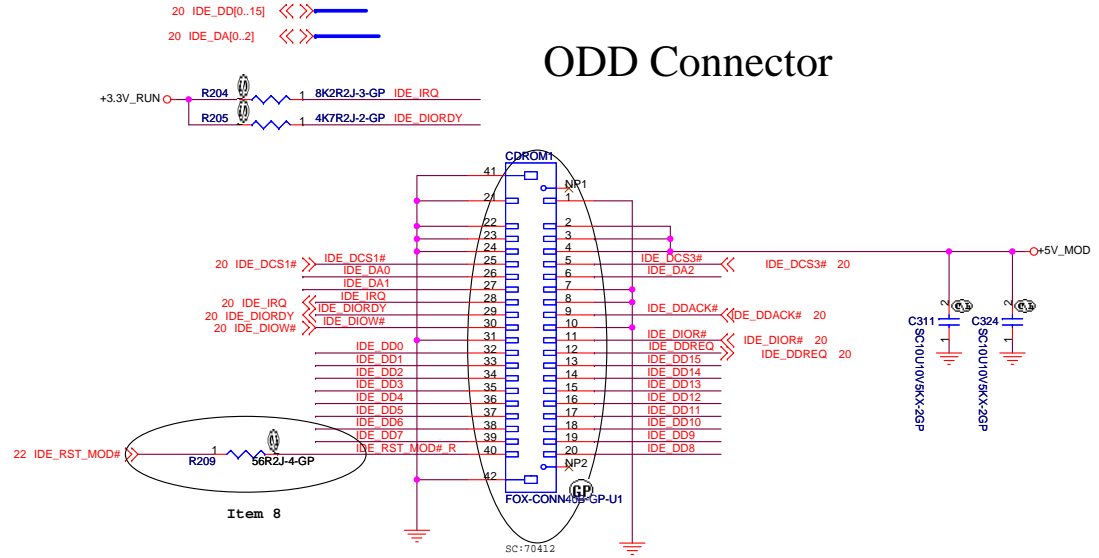 20 IDE_DD[0..15]
20 IDE_DA[0..2]
ODD Connector
+3.3V_RUN
R204 1 8K2R2J-3-GP IDE_IRQ
R205 1 4K7R2J-2-GP IDE_DIORDY
CDROM1
41
NP1
21 1
22 2
23 3
24 4 +5V_MOD
20 IDE_DCS1# IDE_DCS1# 25 5 IDE_DCS3# IDE_DCS3# 20
IDE_DA0 26 6 IDE_DA2
IDE_DA1 27 7
20 IDE_IRQ IDE_IRQ 28 8
20 IDE_DIORDY IDE_DIORDY 29 9 IDE_DDACK# IDE_DDACK# 20
20 IDE_DIOW# IDE_DIOW# 30 10
31 11 IDE_DIOR# IDE_DIOR# 20
IDE_DD0 32 12 IDE_DDREQ IDE_DDREQ 20
IDE_DD1 33 13 IDE_DD15
IDE_DD2 34 14 IDE_DD14
IDE_DD3 35 15 IDE_DD13
IDE_DD4 36 16 IDE_DD12
IDE_DD5 37 17 IDE_DD11
IDE_DD6 38 18 IDE_DD10
IDE_DD7 39 19 IDE_DD9
22 IDE_RST_MOD# R209 1 56R2J-4-GP IDE_RST_MOD#_R 40 20 IDE_DD8
NP2
42
GP
FOX-CONN40
-GP-U1
SC:70412
Item 8
C311 2 1 SC10U10V5KX-2GP
C324 2 1 SC10U10V5KX-2GP